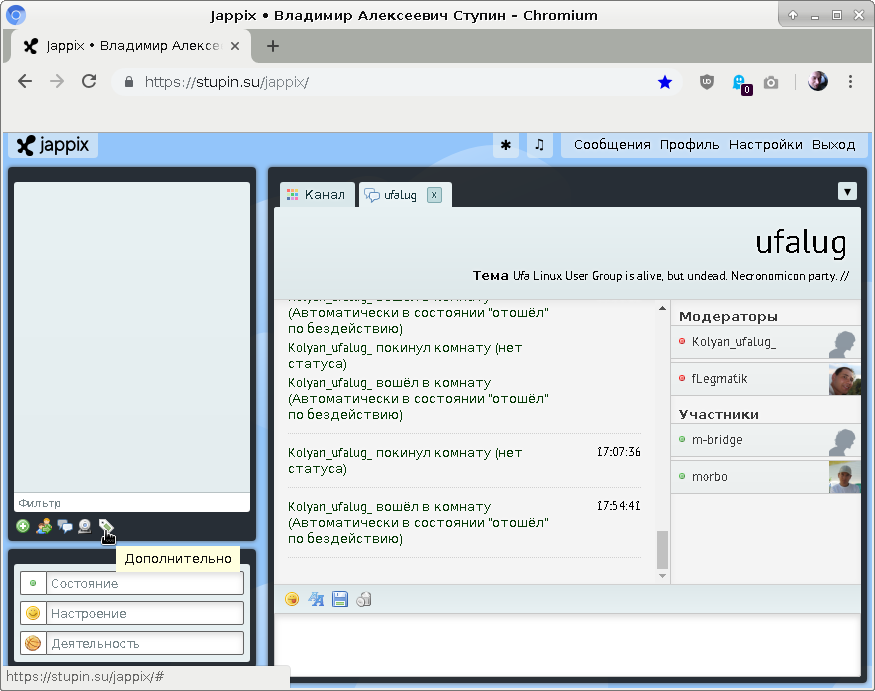 Jappix • Владимир Алексеевич Ступин - Chromium
Jappix • Владимир Алексе
https://stupin.su/jappix/
0
jappix
Сообщения Профиль Настройки Выход
Канал
ufalug
x
ufalug
Тема Ufa Linux User Group is alive, but undead. Necronomicon party. //
Kolyan_ufalug_ вошёл в комнату
(Автоматически в состоянии "отошёл"
по бездействию)
Kolyan_ufalug_ покинул комнату (нет
статуса)
Kolyan_ufalug_ вошёл в комнату
(Автоматически в состоянии "отошёл"
по бездействию)
Kolyan_ufalug_ покинул комнату (нет 17:07:36
статуса)
Kolyan_ufalug_ вошёл в комнату 17:54:41
(Автоматически в состоянии "отошёл"
по бездействию)
Модераторы
Kolyan_ufalug_
fLegmatik
Участники
m-bridge
morbo
Фильтр
Дополнительно
Состояние
Настроение
Деятельность
https://stupin.su/jappix/#